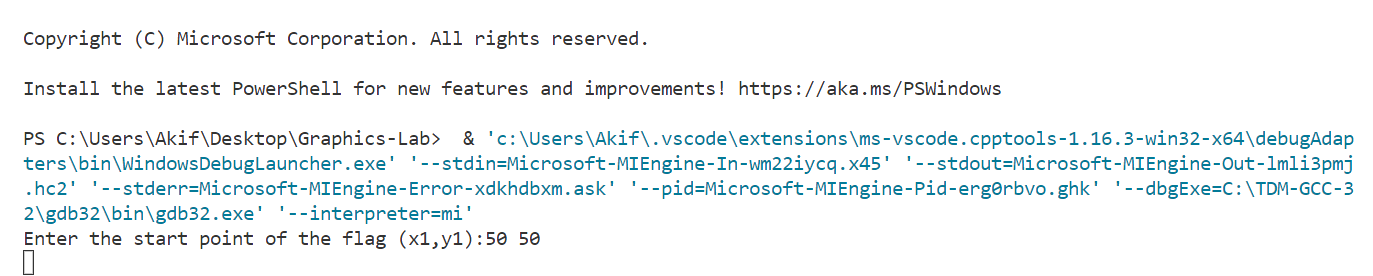 Copyright (C) Microsoft Corporation. All rights reserved.
Install the latest PowerShell for new features and improvements! https://aka.ms/PSWindows
PS C:\Users\Akif\Desktop\Graphics-Lab>  & 'c:\Users\Akif\.vscode\extensions\ms-vscode.cpptools-1.16.3-win32-x64\debugAdap
ters\bin\WindowsDebugLauncher.exe' '--stdin=Microsoft-MIEngine-In-wm22iycq.x45' '--stdout=Microsoft-MIEngine-Out-lmli3pmj
.hc2' '--stderr=Microsoft-MIEngine-Error-xdkhdbxm.ask' '--pid=Microsoft-MIEngine-Pid-erg0rbvo.ghk' '--dbgExe=C:\TDM-GCC-3
2\gdb32\bin\gdb32.exe' '--interpreter=mi'
Enter the start point of the flag (x1,y1):50 50